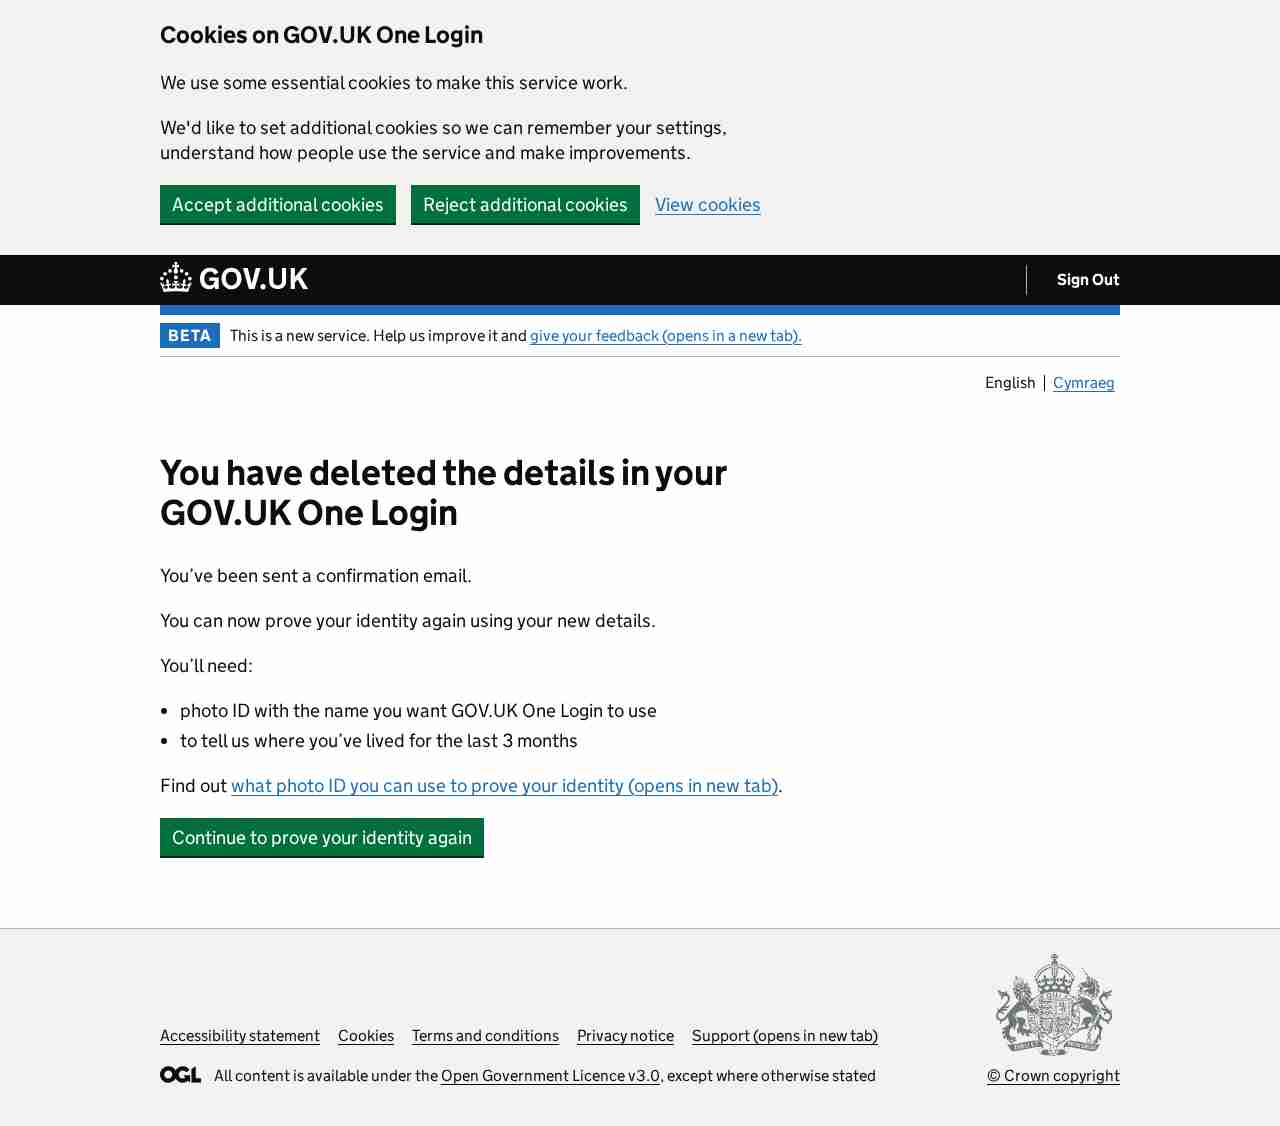 Cookies on GOV.UK One Login
We use some essential cookies to make this service work.
We'd like to set additional cookies so we can remember your settings,
understand how people use the service and make improvements.
Accept additional cookies Reject additional cookies View cookies
GOV.UK Sign Out
BETA This is a new service. Help us improve it and give your feedback (opens in a new tab).
English Cymraeg
You have deleted the details in your
GOV.UK One Login
You’ve been sent a confirmation email.
You can now prove your identity again using your new details.
You’ll need:
• photo ID with the name you want GOV.UK One Login to use
• to tell us where you’ve lived for the last 3 months
Find out what photo ID you can use to prove your identity (opens in new tab).
Continue to prove your identity again
Accessibility statement Cookies Terms and conditions Privacy notice Support (opens in new tab)
OGL All content is available under the Open Government Licence v3.0, except where otherwise stated © Crown copyright